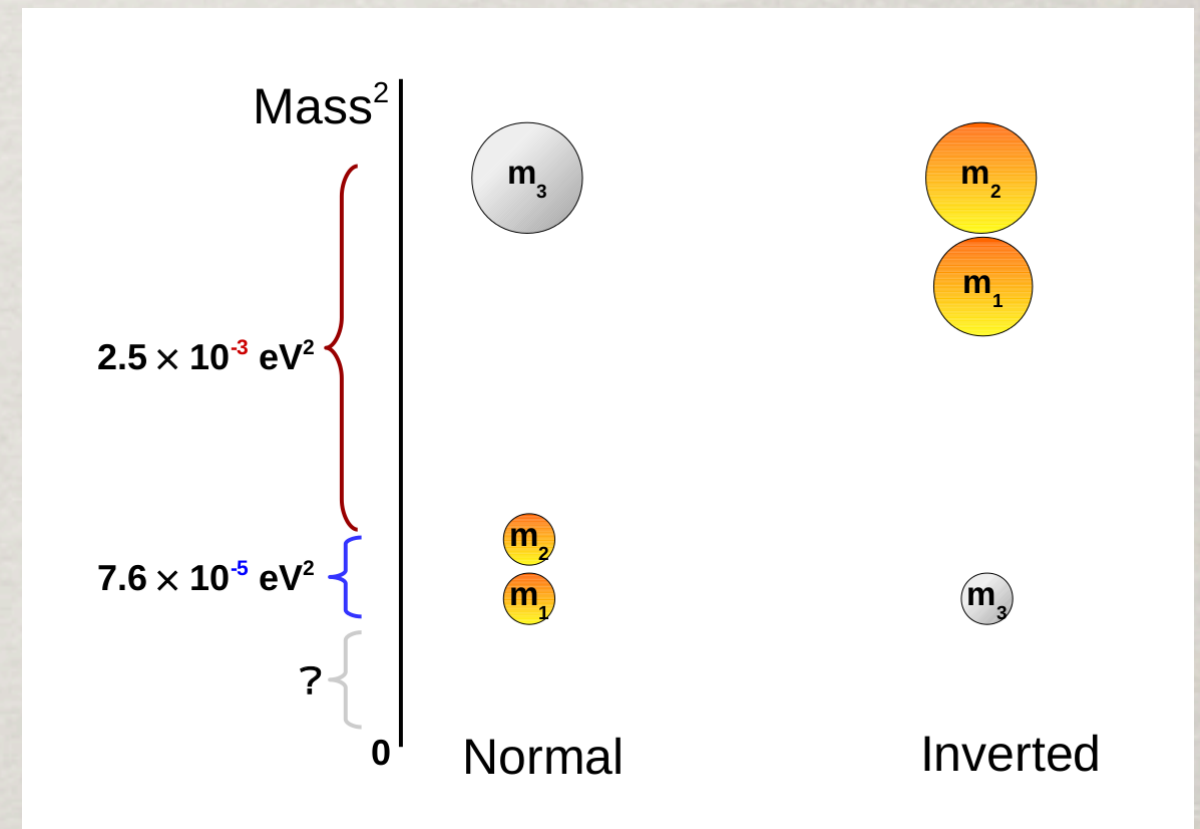 Mass²
m₃
m₂
m₁
2.5 × 10⁻³ eV²
m₂
7.6 × 10⁻⁵ eV²
m₁
m₃
?
0
Normal
Inverted